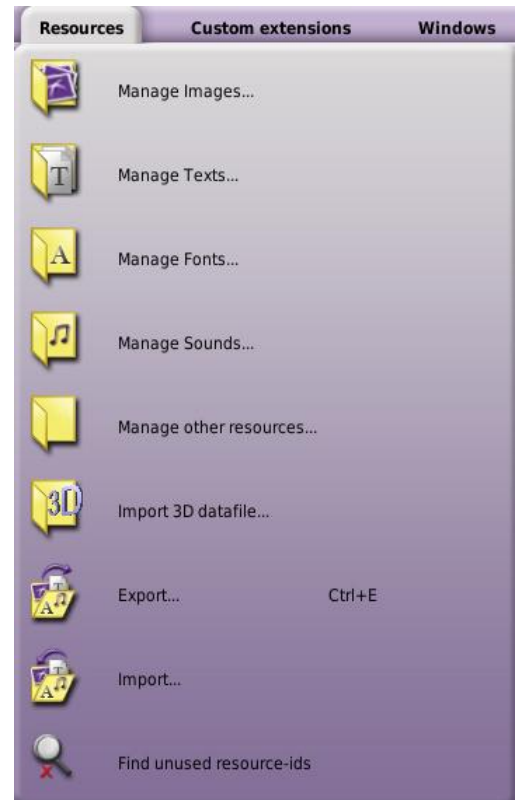 Resources Custom extensions Windows
Manage Images...
T
Manage Texts...
A
Manage Fonts...
Manage Sounds...
Manage other resources...
3D
Import 3D datafile...
T
A
Export... Ctrl+E
T
A
Import...
Find unused resource-ids